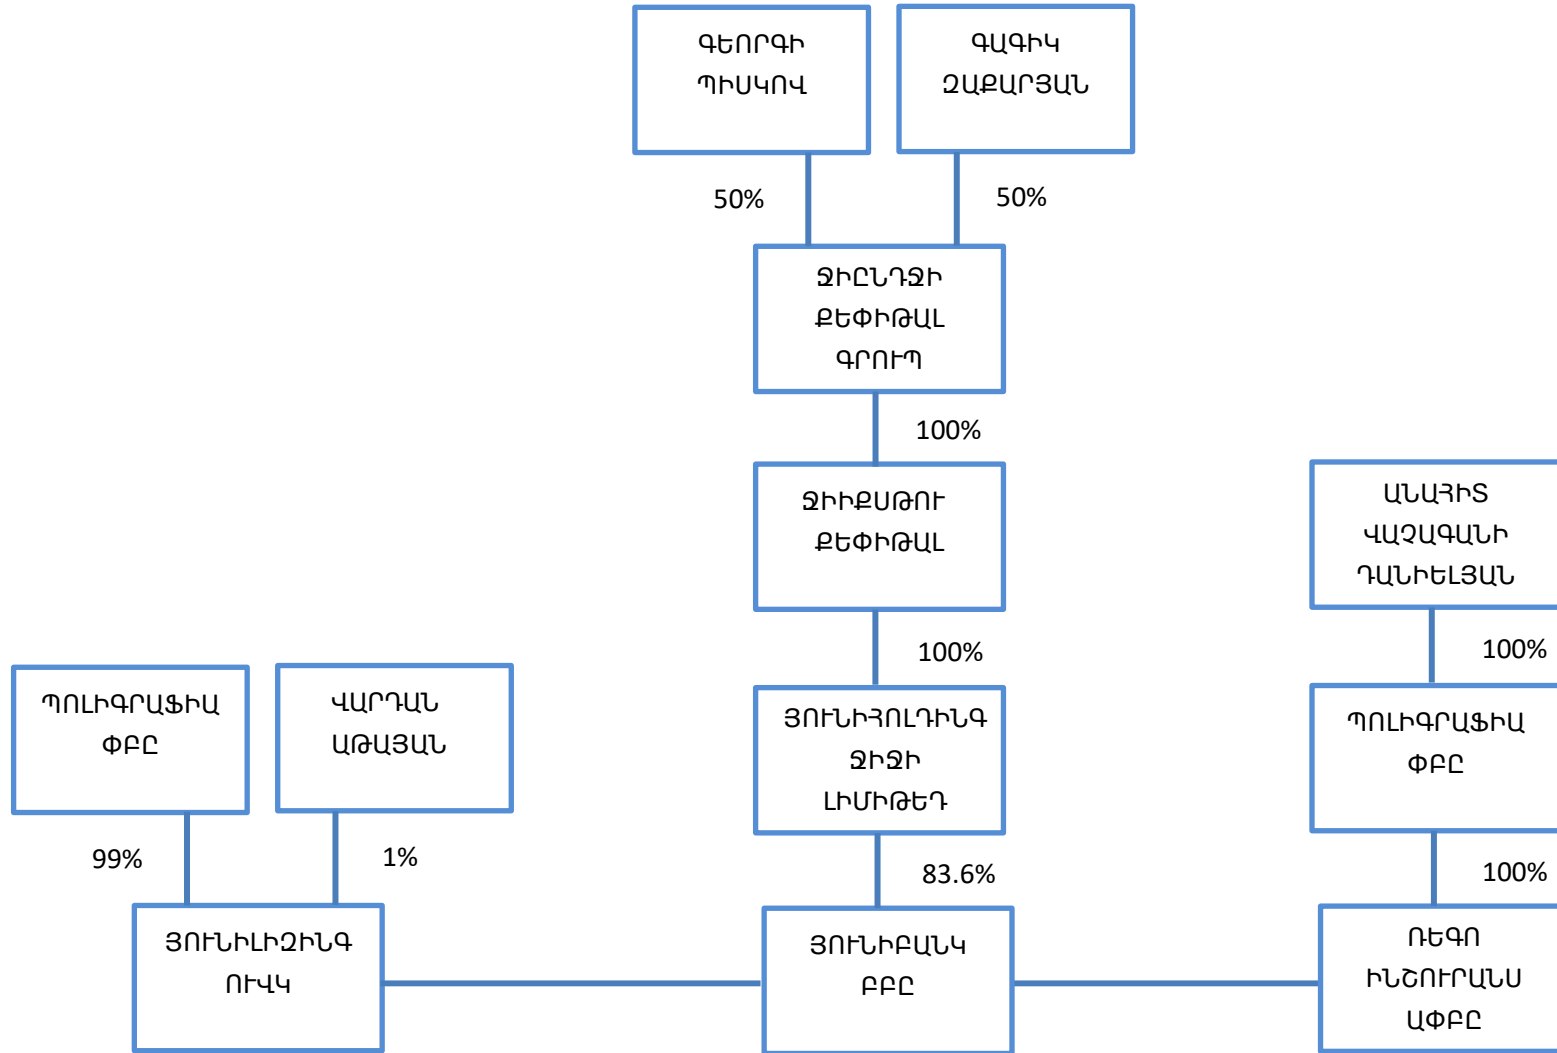 ԳԵՈՐԳԻ
ՊԻՍԿՈՎ
ԳԱԳԻԿ
ԶԱՔԱՐՅԱՆ
50%
50%
ՋԻԸՆԴՋԻ
ՔԵՓԻԹԱԼ
ԳՐՈՒՊ
100%
ՋԻԻՔՍԹՈՒ
ՔԵՓԻԹԱԼ
ԱՆԱՀԻՏ
ՎԱՉԱԳԱՆԻ
ԴԱՆԻԵԼՅԱՆ
100%
100%
ՊՈԼԻԳՐԱՖԻԱ
ՓԲԸ
ՎԱՐԴԱՆ
ԱԹԱՅԱՆ
ՅՈՒՆԻՀՈԼԴԻՆԳ
ՋԻՋԻ
ԼԻՄԻԹԵԴ
ՊՈԼԻԳՐԱՖԻԱ
ՓԲԸ
99%
1%
83.6%
100%
ՅՈՒՆԻԼԻԶԻՆԳ
ՈՒՎԿ
ՅՈՒՆԻԲԱՆԿ
ԲԲԸ
ՌԵԳՈ
ԻՆՇՈՒՐԱՆՍ
ԱՓԲԸ